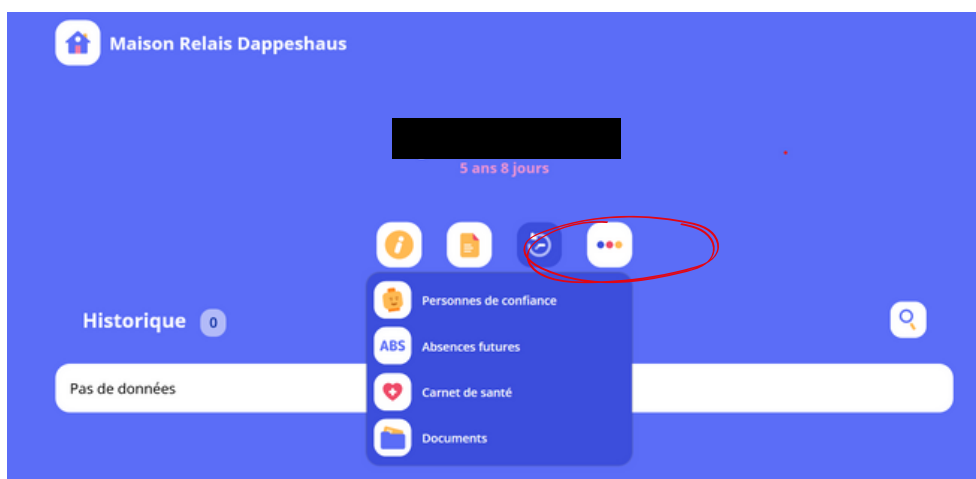 Maison Relais Dappeshaus
5 ans 8 jours
Personnes de confiance
Historique 0
ABS Absences futures
Pas de données
Carnet de santé
Documents